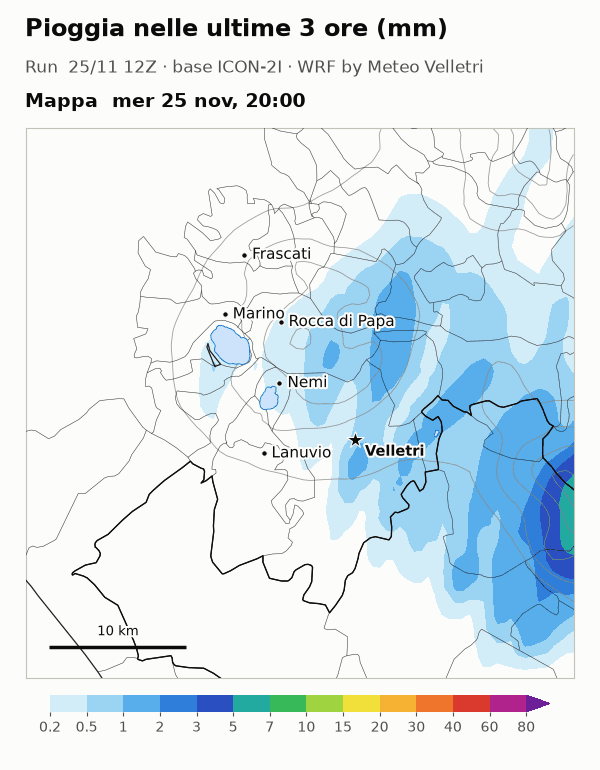 Pioggia nelle ultime 3 ore (mm)
Run  25/11 12Z · base ICON-2I · WRF by Meteo Velletri
Mappa  mer 25 nov, 20:00
Frascati
Marino
Rocca di Papa
Nemi
Velletri
Lanuvio
10 km
0.2 0.5 1 2 3 5 7 10 15 20 30 40 60 80